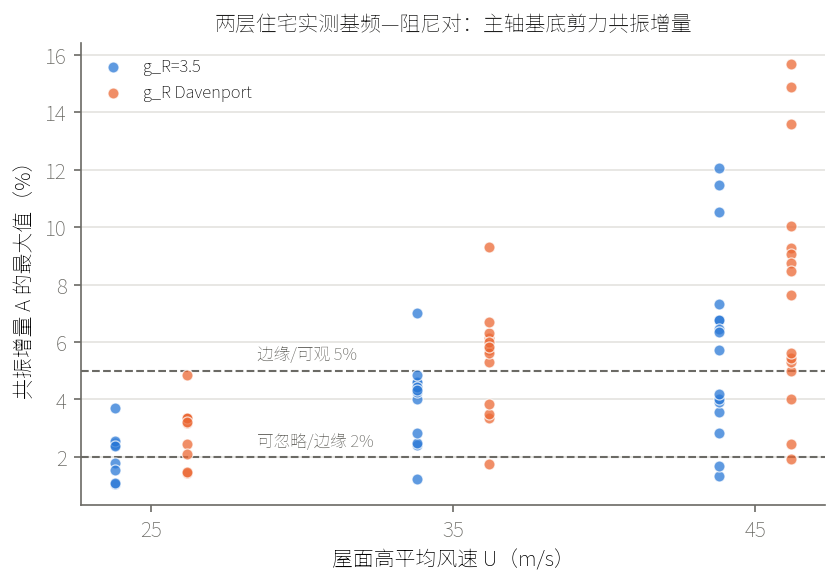 两层住宅实测基频—阻尼对：主轴基底剪力共振增量
g_R=3.5
g_R Davenport
共振增量 A 的最大值（%）
16
14
12
10
8
6
4
2
边缘/可观 5%
可忽略/边缘 2%
25
35
45
屋面高平均风速 U（m/s）